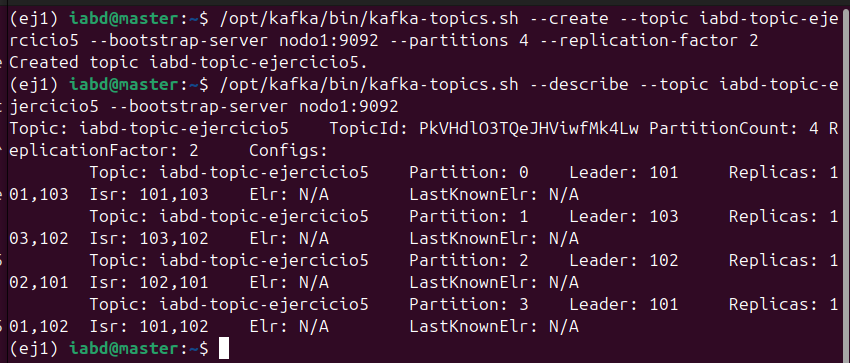 (ej1) iabd@master:~$ /opt/kafka/bin/kafka-topics.sh --create --topic iabd-topic-eje
rcicio5 --bootstrap-server nodo1:9092 --partitions 4 --replication-factor 2
Created topic iabd-topic-ejercicio5.
(ej1) iabd@master:~$ /opt/kafka/bin/kafka-topics.sh --describe --topic iabd-topic-e
jercicio5 --bootstrap-server nodo1:9092
Topic: iabd-topic-ejercicio5    TopicId: PkVHdlO3TQeJHViwfMk4Lw PartitionCount: 4 R
eplicationFactor: 2     Configs:
        Topic: iabd-topic-ejercicio5    Partition: 0    Leader: 101     Replicas: 1
01,103  Isr: 101,103    Elr: N/A        LastKnownElr: N/A
        Topic: iabd-topic-ejercicio5    Partition: 1    Leader: 103     Replicas: 1
03,102  Isr: 103,102    Elr: N/A        LastKnownElr: N/A
        Topic: iabd-topic-ejercicio5    Partition: 2    Leader: 102     Replicas: 1
02,101  Isr: 102,101    Elr: N/A        LastKnownElr: N/A
        Topic: iabd-topic-ejercicio5    Partition: 3    Leader: 101     Replicas: 1
01,102  Isr: 101,102    Elr: N/A        LastKnownElr: N/A
(ej1) iabd@master:~$